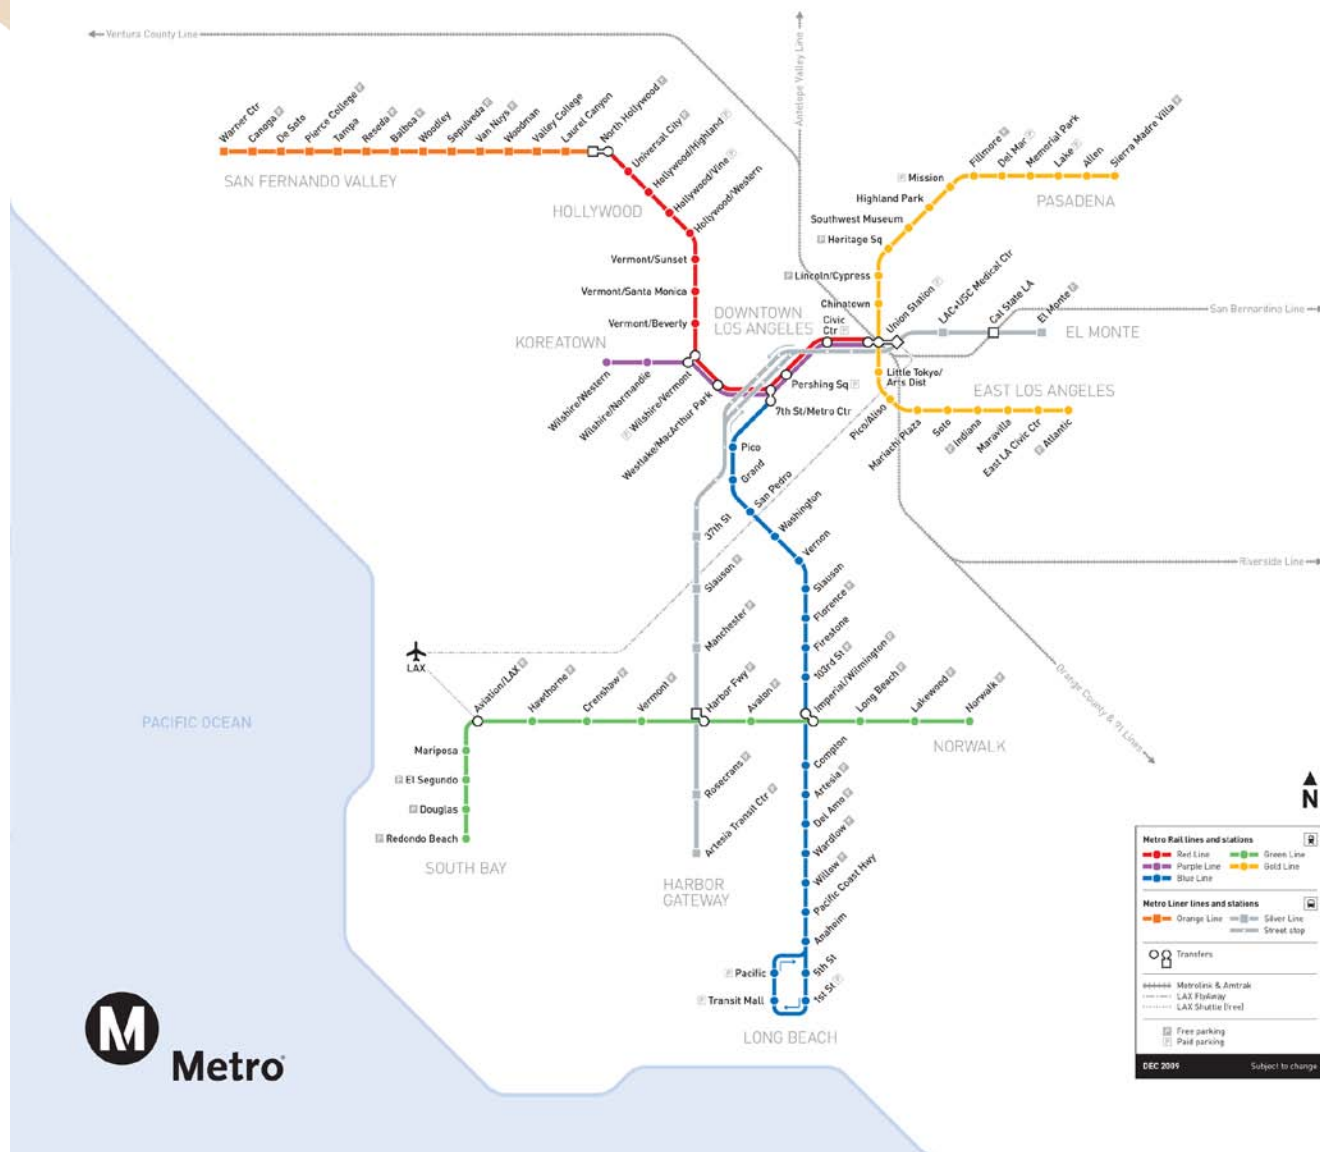 Ventura County Line
Antelope Valley Line
Warner Ctr
Canoga P
De Soto
Pierce College P
Tampa
Reseda P
Balboa P
Woodley
Sepulveda P
Van Nuys P
Woodman
Valley College
Laurel Canyon
North Hollywood P
SAN FERNANDO VALLEY
Universal City P
Hollywood/Highland P
Hollywood/Vine P
Hollywood/Western
HOLLYWOOD
Vermont/Sunset
Vermont/Santa Monica
Vermont/Beverly
KOREATOWN
Wilshire/Western
Wilshire/Normandie
P Wilshire/Vermont
Westlake/MacArthur Park
DOWNTOWN
LOS ANGELES
Civic
Ctr P
Pershing Sq P
7th St/Metro Ctr
Fillmore P
Del Mar P
Memorial Park
Lake P
Allen
Sierra Madre Villa P
P Mission
Highland Park
Southwest Museum
P Heritage Sq
P Lincoln/Cypress
Chinatown
PASADENA
Union Station P
LAC+USC Medical Ctr
Cal State LA
El Monte P
EL MONTE
San Bernardino Line
Little Tokyo/
Arts Dist
EAST LOS ANGELES
Pico/Aliso
Mariachi Plaza
Soto
P Indiana
Maravilla
East LA Civic Ctr
P Atlantic
Pico
Grand
San Pedro
Washington
Vernon
Slauson
Florence P
Firestone
103rd St P
37th St
Slauson P
Manchester P
Riverside Line
Orange County & 91 Lines
LAX
Aviation/LAX P
Hawthorne P
Crenshaw P
Vermont P
Harbor Fwy P
Avalon P
Imperial/Wilmington P
Long Beach P
Lakewood P
Norwalk P
NORWALK
PACIFIC OCEAN
Mariposa
P El Segundo
P Douglas
P Redondo Beach
SOUTH BAY
Rosecrans P
Artesia Transit Ctr P
HARBOR
GATEWAY
Compton
Artesia P
Del Amo P
Wardlow P
Willow P
Pacific Coast Hwy
Anaheim
5th St
1st St P
P Pacific
P Transit Mall
LONG BEACH
M
Metro
N
Metro Rail lines and stations
Red Line
Green Line
Purple Line
Gold Line
Blue Line
Metro Liner lines and stations
Orange Line
Silver Line
Street stop
Transfers
Metrolink & Amtrak
LAX FlyAway
LAX Shuttle (free)
P Free parking
P Paid parking
DEC 2009
Subject to change